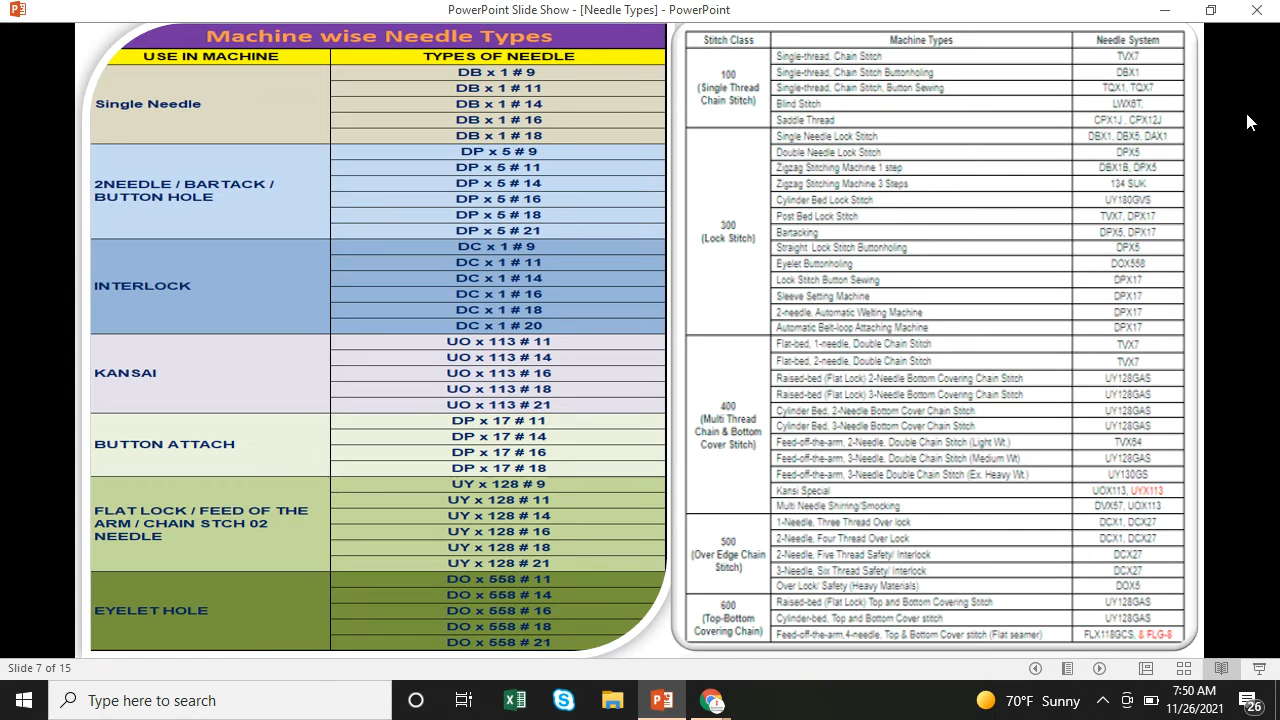 PowerPoint Slide Show - [Needle Types] - PowerPoint
Machine wise Needle Types
USE IN MACHINE TYPES OF NEEDLE
Single Needle
DB x 1 # 9
DB x 1 # 11
DB x 1 # 14
DB x 1 # 16
DB x 1 # 18
2NEEDLE / BARTACK /
BUTTON HOLE
DP x 5 # 9
DP x 5 # 11
DP x 5 # 14
DP x 5 # 16
DP x 5 # 18
DP x 5 # 21
INTERLOCK
DC x 1 # 9
DC x 1 # 11
DC x 1 # 14
DC x 1 # 16
DC x 1 # 18
DC x 1 # 20
KANSAI
UO x 113 # 11
UO x 113 # 14
UO x 113 # 16
UO x 113 # 18
UO x 113 # 21
BUTTON ATTACH
DP x 17 # 11
DP x 17 # 14
DP x 17 # 16
DP x 17 # 18
FLAT LOCK / FEED OF THE
ARM / CHAIN STCH 02
NEEDLE
UY x 128 # 9
UY x 128 # 11
UY x 128 # 14
UY x 128 # 16
UY x 128 # 18
UY x 128 # 21
EYELET HOLE
DO x 558 # 11
DO x 558 # 14
DO x 558 # 16
DO x 558 # 18
DO x 558 # 21
Stitch Class Machine Types Needle System
100
(Single Thread
Chain Stitch)
Single-thread, Chain Stitch TVX7
Single-thread, Chain Stitch Buttonholing DBX1
Single-thread, Chain Stitch, Button Sewing TQX1, TQX7
Blind Stitch LWX6T,
Saddle Thread CPX1J , CPX12J
300
(Lock Stitch)
Single Needle Lock Stitch DBX1, DBX5, DAX1
Double Needle Lock Stitch DPX5
Zigzag Stitching Machine 1 step DBX1B, DPX5
Zigzag Stitching Machine 3 Steps 134 SUK
Cylinder Bed Lock Stitch UY180GVS
Post Bed Lock Stitch TVX7, DPX17
Bartacking DPX5, DPX17
Straight Lock Stitch Buttonholing DPX5
Eyelet Buttonholing DOX558
Lock Stitch Button Sewing DPX17
Sleeve Setting Machine DPX17
2-needle, Automatic Welting Machine DPX17
Automatic Belt-loop Attaching Machine DPX17
400
(Multi Thread
Chain & Bottom
Cover Stitch)
Flat-bed, 1-needle, Double Chain Stitch TVX7
Flat-bed, 2-needle, Double Chain Stitch TVX7
Raised-bed (Flat Lock) 2-Needle Bottom Covering Chain Stitch UY128GAS
Raised-bed (Flat Lock) 3-Needle Bottom Covering Chain Stitch UY128GAS
Cylinder Bed, 2-Needle Bottom Cover Chain Stitch UY128GAS
Cylinder Bed, 3-Needle Bottom Cover Chain Stitch UY128GAS
Feed-off-the-arm, 2-Needle, Double Chain Stitch (Light Wt.) TVX64
Feed-off-the-arm, 3-Needle, Double Chain Stitch (Medium Wt) UY128GAS
Feed-off-the-arm, 3-Needle Double Chain Stitch (Ex. Heavy Wt.) UY130GS
Kansi Special UOX113, UYX113
Multi Needle Shirring/Smocking DVX57, UOX113
500
(Over Edge Chain
Stitch)
1-Needle, Three Thread Over lock DCX1, DCX27
2-Needle, Four Thread Over Lock DCX1, DCX27
2-Needle, Five Thread Safety/ Interlock DCX27
3-Needle, Six Thread Safety/ Interlock DCX27
Over Lock/ Safety (Heavy Materials) DOX5
600
(Top-Bottom
Covering Chain)
Raised-bed (Flat Lock) Top and Bottom Covering Stitch UY128GAS
Cylinder-bed, Top and Bottom Cover stitch UY128GAS
Feed-off-the-arm,4-needle, Top & Bottom Cover stitch (Flat seamer) FLX118GCS, & FLG-8
Slide 7 of 15
Type here to search
70°F Sunny
7:50 AM
11/26/2021
26